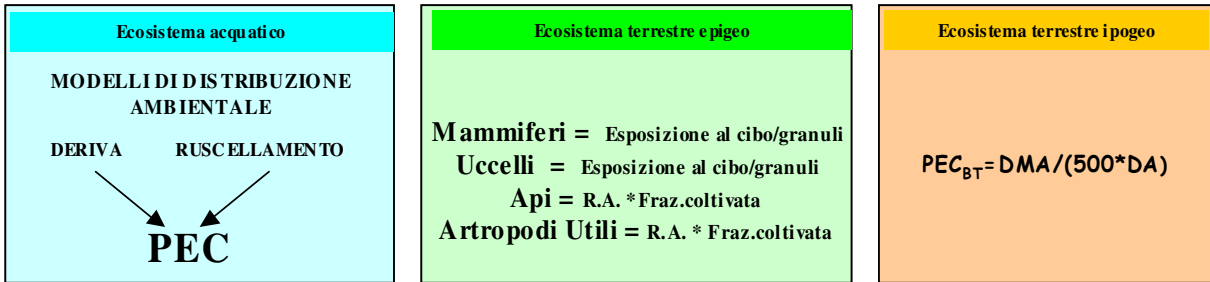 Ecosistema acquatico
MODELLI DI DISTRIBUZIONE
AMBIENTALE
DERIVA RUSCELLAMENTO
PEC
Ecosistema terrestre epigeo
Mammiferi = Esposizione al cibo/granuli
Uccelli = Esposizione al cibo/granuli
Api = R.A. *Fraz.coltivata
Artropodi Utili = R.A. * Fraz.coltivata
Ecosistema terrestre ipogeo
PEC_BT=DMA/(500*DA)